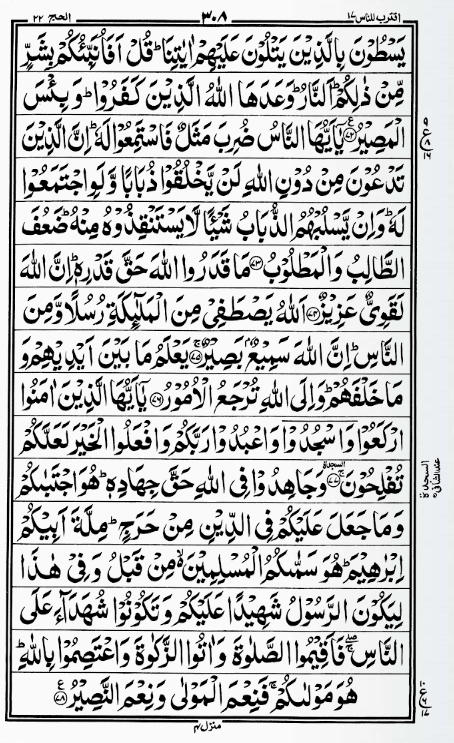 اقترب للناس ١٧ ٣٠٨ الحج ٢٢
يَسْطُوْنَ بِالَّذِيْنَ يَتْلُوْنَ عَلَيْهِمْ اٰيٰتِنَا ؕ قُلْ اَفَاُنَبِّئُكُمْ بِشَرٍّ
مِّنْ ذٰلِكُمْ ؕ اَلنَّارُ ؕ وَعَدَهَا اللّٰهُ الَّذِيْنَ كَفَرُوْا ؕ وَبِئْسَ
الْمَصِيْرُ ﴿٧٢﴾ يٰۤاَيُّهَا النَّاسُ ضُرِبَ مَثَلٌ فَاسْتَمِعُوْا لَهٗ ؕ اِنَّ الَّذِيْنَ
تَدْعُوْنَ مِنْ دُوْنِ اللّٰهِ لَنْ يَّخْلُقُوْا ذُبَابًا وَّلَوِ اجْتَمَعُوْا
لَهٗ ؕ وَاِنْ يَّسْلُبْهُمُ الذُّبَابُ شَيْئًا لَّا يَسْتَنْقِذُوْهُ مِنْهُ ؕ ضَعُفَ
الطَّالِبُ وَالْمَطْلُوْبُ ﴿٧٣﴾ مَا قَدَرُوا اللّٰهَ حَقَّ قَدْرِهٖ ؕ اِنَّ اللّٰهَ
لَقَوِيٌّ عَزِيْزٌ ﴿٧٤﴾ اَللّٰهُ يَصْطَفِيْ مِنَ الْمَلٰٓئِكَةِ رُسُلًا وَّمِنَ
النَّاسِ ؕ اِنَّ اللّٰهَ سَمِيْعٌۢ بَصِيْرٌ ﴿٧٥﴾ يَعْلَمُ مَا بَيْنَ اَيْدِيْهِمْ وَ
مَا خَلْفَهُمْ ؕ وَاِلَى اللّٰهِ تُرْجَعُ الْاُمُوْرُ ﴿٧٦﴾ يٰۤاَيُّهَا الَّذِيْنَ اٰمَنُوا
ارْكَعُوْا وَاسْجُدُوْا وَاعْبُدُوْا رَبَّكُمْ وَافْعَلُوا الْخَيْرَ لَعَلَّكُمْ
تُفْلِحُوْنَ السجدة ﴿٧٧﴾ وَجَاهِدُوْا فِي اللّٰهِ حَقَّ جِهَادِهٖ ؕ هُوَ اجْتَبٰىكُمْ
السجدة عند الشافعي
وَمَا جَعَلَ عَلَيْكُمْ فِي الدِّيْنِ مِنْ حَرَجٍ ؕ مِلَّةَ اَبِيْكُمْ
اِبْرٰهِيْمَ ؕ هُوَ سَمّٰىكُمُ الْمُسْلِمِيْنَ مِنْ قَبْلُ وَفِيْ هٰذَا
لِيَكُوْنَ الرَّسُوْلُ شَهِيْدًا عَلَيْكُمْ وَتَكُوْنُوْا شُهَدَآءَ عَلَى
النَّاسِ ۖۚ فَاَقِيْمُوا الصَّلٰوةَ وَاٰتُوا الزَّكٰوةَ وَاعْتَصِمُوْا بِاللّٰهِ ؕ
هُوَ مَوْلٰىكُمْ ۚ فَنِعْمَ الْمَوْلٰى وَنِعْمَ النَّصِيْرُ ﴿٧٨﴾
منزل ٤